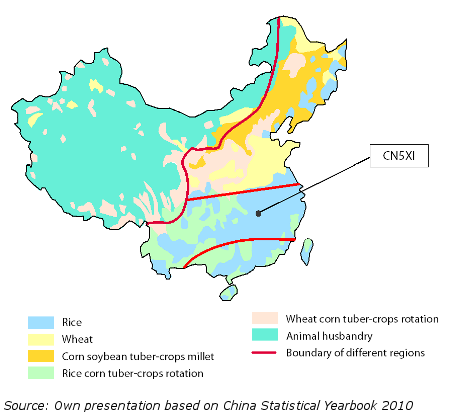 CN5XI
Rice
Wheat
Corn soybean tuber-crops millet
Rice corn tuber-crops rotation
Wheat corn tuber-crops rotation
Animal husbandry
Boundary of different regions
Source: Own presentation based on China Statistical Yearbook 2010